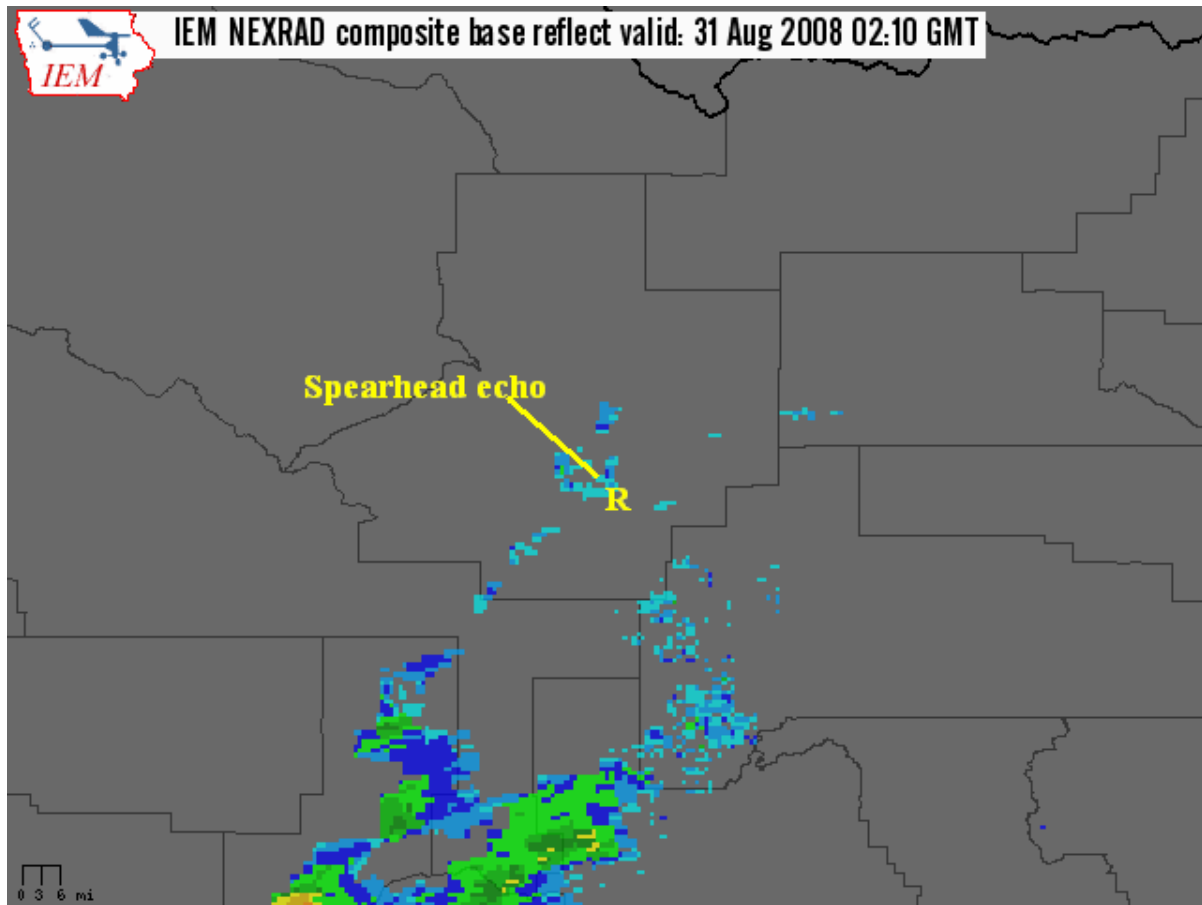 IEM NEXRAD composite base reflect valid: 31 Aug 2008 02:10 GMT
IEM
Spearhead echo
R
0 3 6 mi